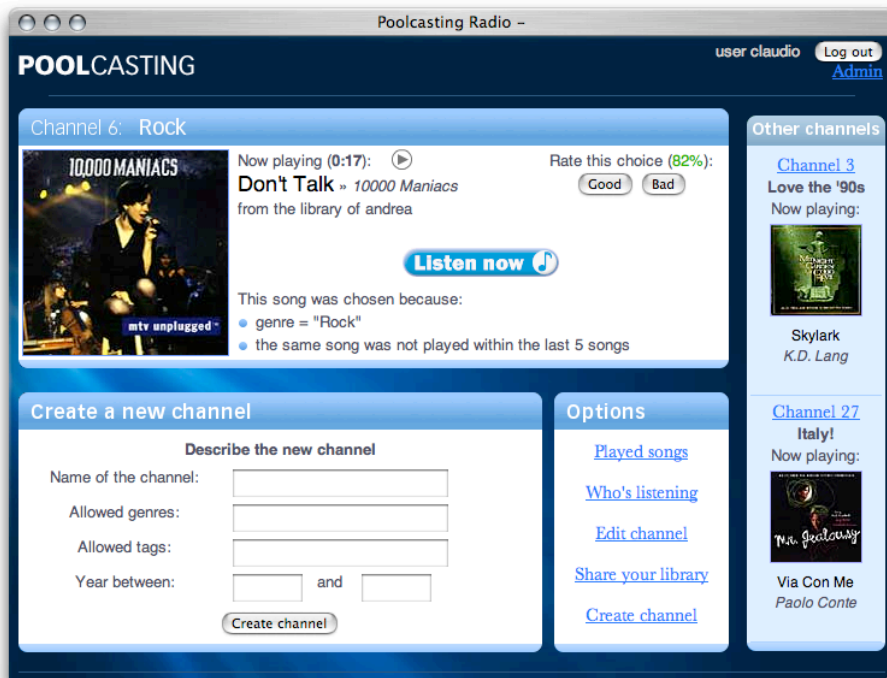 Poolcasting Radio –
POOLCASTING
user claudio
Log out
Admin
Channel 6: Rock
10,000 MANIACS
mtv unplugged™
Now playing (0:17):
Don't Talk » 10000 Maniacs
from the library of andrea
Rate this choice (82%):
Good Bad
Listen now
This song was chosen because:
genre = "Rock"
the same song was not played within the last 5 songs
Create a new channel
Describe the new channel
Name of the channel:
Allowed genres:
Allowed tags:
Year between: and
Create channel
Options
Played songs
Who's listening
Edit channel
Share your library
Create channel
Other channels
Channel 3
Love the '90s
Now playing:
Skylark
K.D. Lang
Channel 27
Italy!
Now playing:
Mr. Jealousy
Via Con Me
Paolo Conte